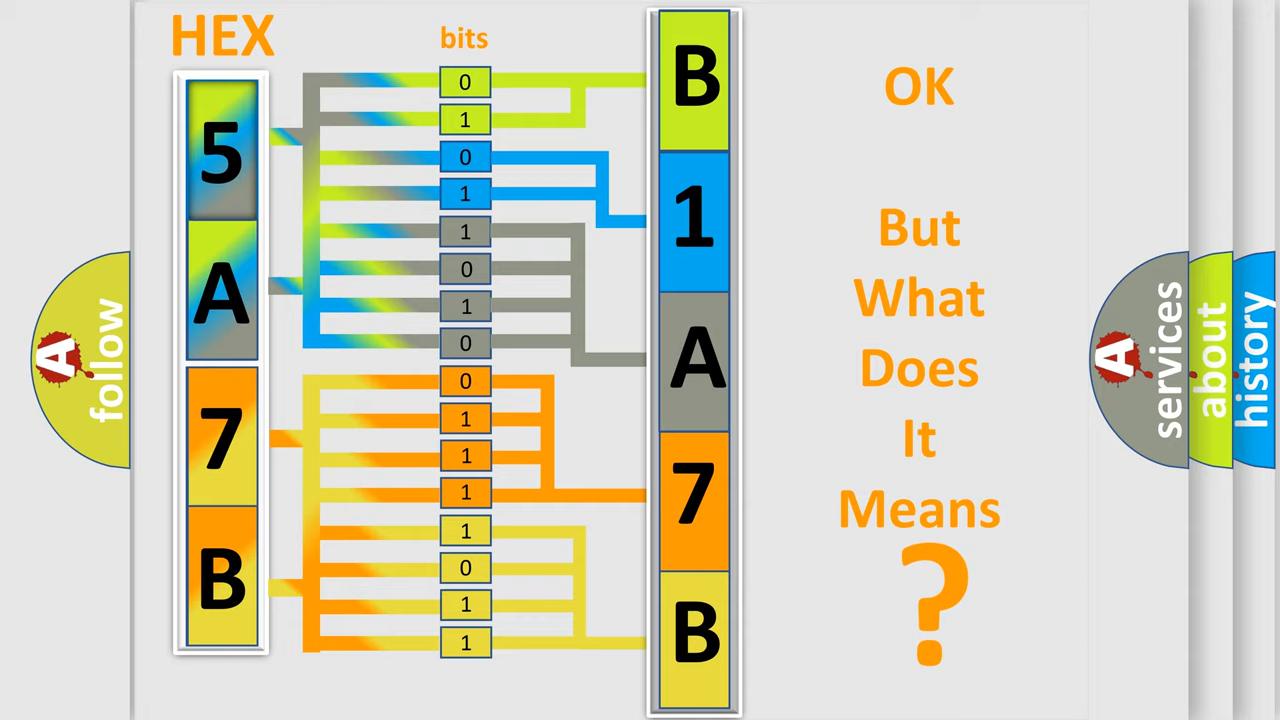 HEX
bits
5
A
7
B
0
1
0
1
1
0
1
0
0
1
1
1
1
0
1
1
B
1
A
7
B
OK
But
What
Does
It
Means
?
A
follow
A
services
about
history